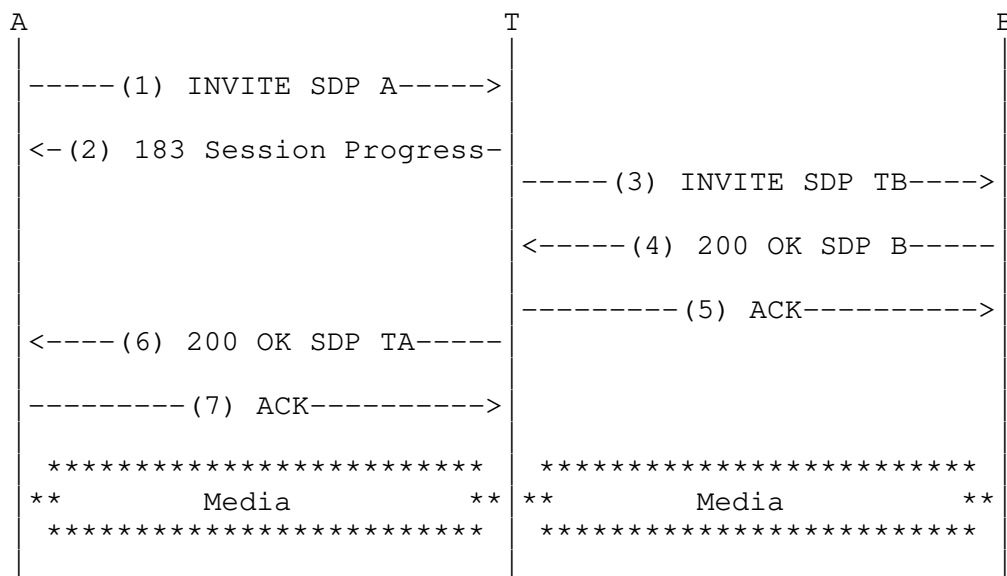 A T B
-----(1) INVITE SDP A----->
<-(2) 183 Session Progress-
-----(3) INVITE SDP TB---->
<-----(4) 200 OK SDP B-----
---------(5) ACK---------->
<----(6) 200 OK SDP TA-----
---------(7) ACK---------->
************************* *************************
** Media ** ** Media **
************************* *************************